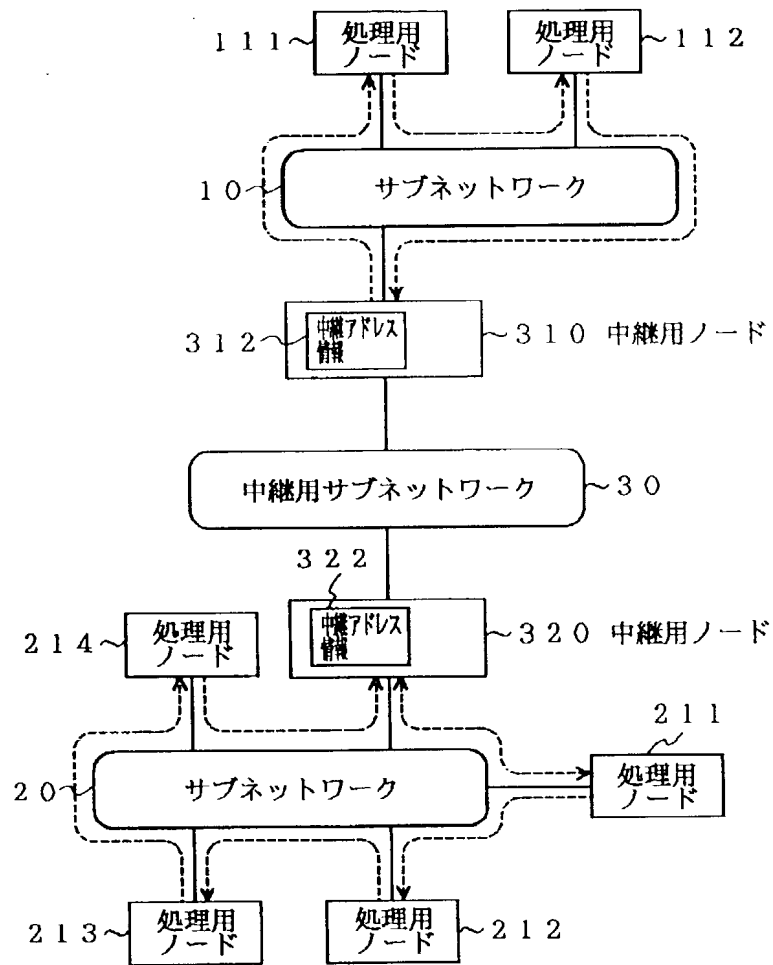 111
処理用
ノード
処理用
ノード
112
10
サブネットワーク
312
中継アドレス
情報
310 中継用ノード
中継用サブネットワーク
30
322
214
処理用
ノード
中継アドレス
情報
320 中継用ノード
211
20
サブネットワーク
処理用
ノード
213
処理用
ノード
処理用
ノード
212